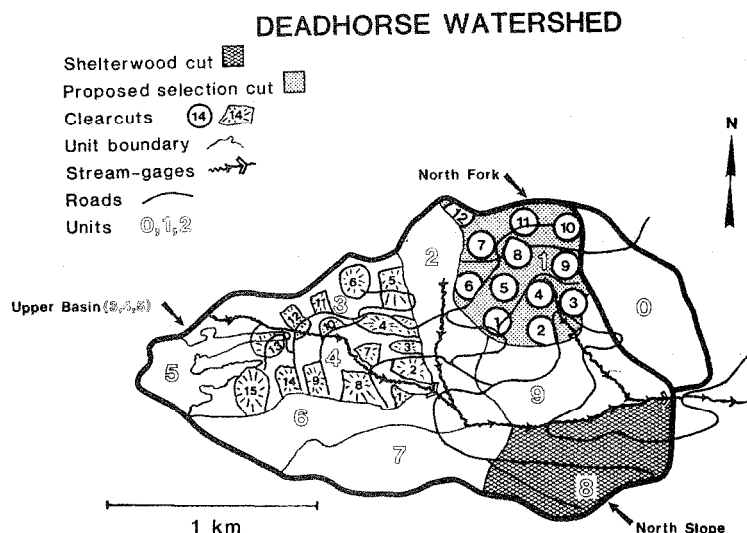 DEADHORSE WATERSHED
Shelterwood cut
Proposed selection cut
Clearcuts 14 14
Unit boundary
Stream-gages
Roads
Units 0,1,2
N
North Fork
12
11
10
7
8
1
9
6
5
4
3
1
2
2
0
Upper Basin (3,4,5)
6
5
3
11
12
10
4
13
4
7
3
2
15
14
9
8
1
5
6
9
7
8
1 km
North Slope